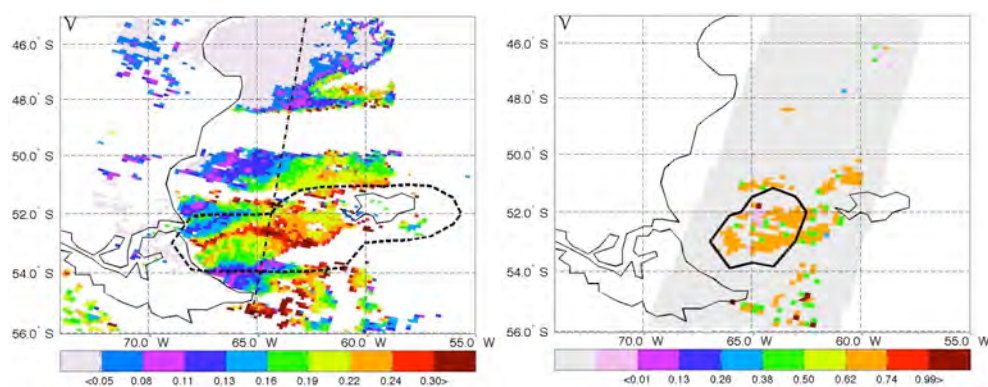 46.0° S
48.0° S
50.0° S
52.0° S
54.0° S
56.0° S
70.0 W
65.0 W
60.0 W
55.0 W
<0.05 0.08 0.11 0.13 0.16 0.19 0.22 0.24 0.30>
46.0° S
48.0° S
50.0° S
52.0° S
54.0° S
56.0° S
70.0° W
65.0° W
60.0° W
55.0° W
<0.01 0.13 0.26 0.38 0.50 0.62 0.74 0.99>